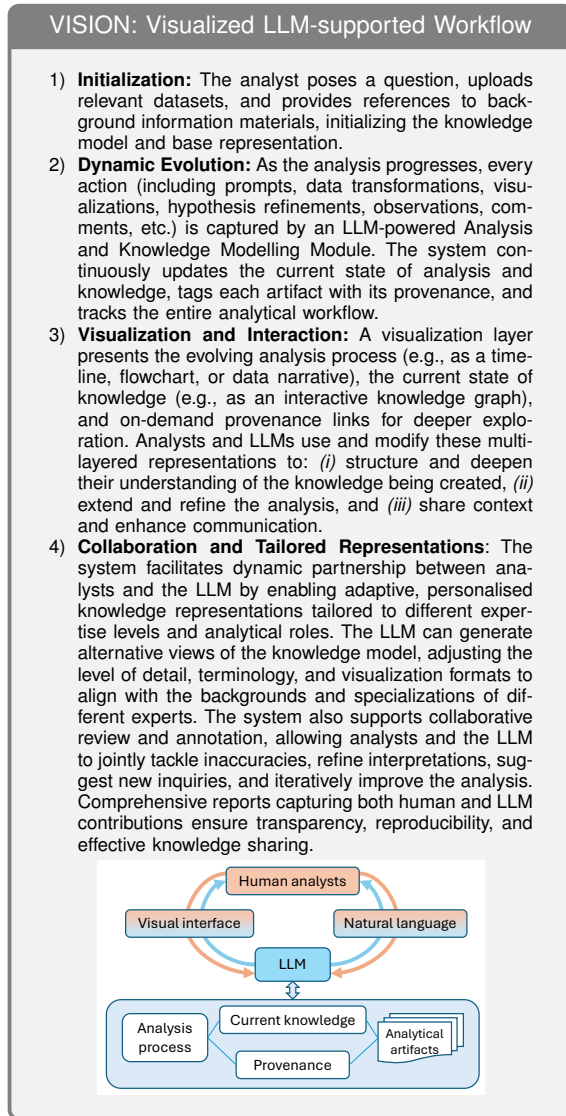 VISION: Visualized LLM-supported Workflow
1) Initialization: The analyst poses a question, uploads
relevant datasets, and provides references to back-
ground information materials, initializing the knowledge
model and base representation.
2) Dynamic Evolution: As the analysis progresses, every
action (including prompts, data transformations, visu-
alizations, hypothesis refinements, observations, com-
ments, etc.) is captured by an LLM-powered Analysis
and Knowledge Modelling Module. The system con-
tinuously updates the current state of analysis and
knowledge, tags each artifact with its provenance, and
tracks the entire analytical workflow.
3) Visualization and Interaction: A visualization layer
presents the evolving analysis process (e.g., as a time-
line, flowchart, or data narrative), the current state of
knowledge (e.g., as an interactive knowledge graph),
and on-demand provenance links for deeper explo-
ration. Analysts and LLMs use and modify these multi-
layered representations to: (i) structure and deepen
their understanding of the knowledge being created, (ii)
extend and refine the analysis, and (iii) share context
and enhance communication.
4) Collaboration and Tailored Representations: The
system facilitates dynamic partnership between ana-
lysts and the LLM by enabling adaptive, personalised
knowledge representations tailored to different exper-
tise levels and analytical roles. The LLM can generate
alternative views of the knowledge model, adjusting the
level of detail, terminology, and visualization formats to
align with the backgrounds and specializations of dif-
ferent experts. The system also supports collaborative
review and annotation, allowing analysts and the LLM
to jointly tackle inaccuracies, refine interpretations, sug-
gest new inquiries, and iteratively improve the analysis.
Comprehensive reports capturing both human and LLM
contributions ensure transparency, reproducibility, and
effective knowledge sharing.
Human analysts
Visual interface
Natural language
LLM
Analysis
process
Current knowledge
Provenance
Analytical
artifacts